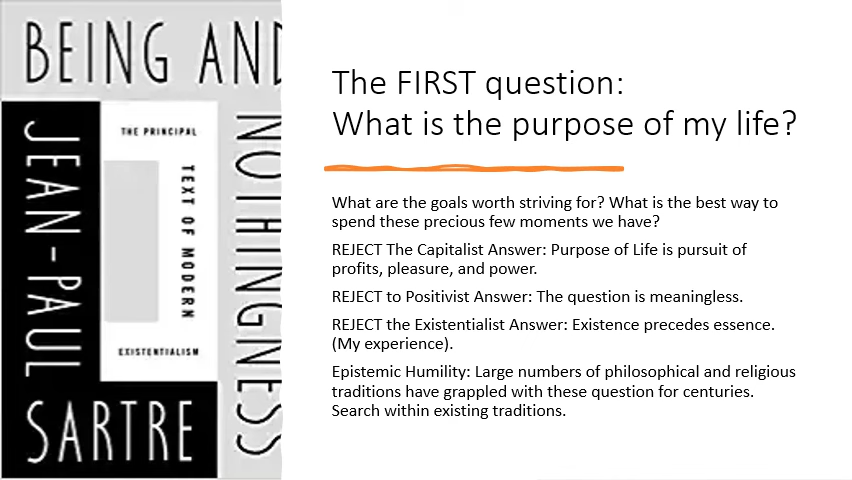 BEING AND
JEAN-PAUL
SARTRE
NOTHINGNESS
THE PRINCIPAL
TEXT OF MODERN
EXISTENTIALISM
The FIRST question:
What is the purpose of my life?
What are the goals worth striving for? What is the best way to
spend these precious few moments we have?
REJECT The Capitalist Answer: Purpose of Life is pursuit of
profits, pleasure, and power.
REJECT to Positivist Answer: The question is meaningless.
REJECT the Existentialist Answer: Existence precedes essence.
(My experience).
Epistemic Humility: Large numbers of philosophical and religious
traditions have grappled with these question for centuries.
Search within existing traditions.